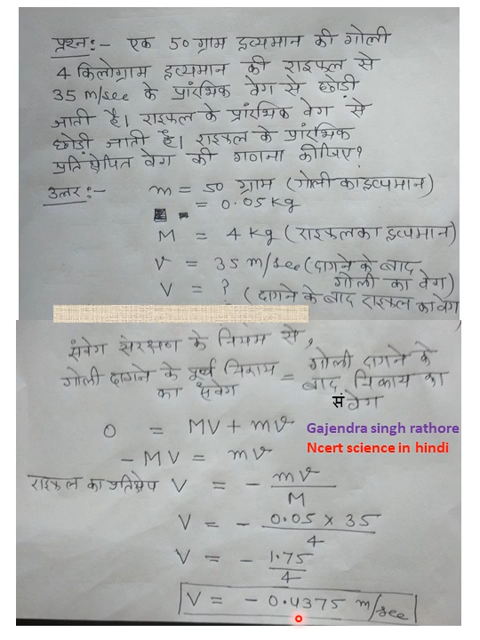 प्रश्न:- एक 50 ग्राम द्रव्यमान की गोली
4 किलोग्राम द्रव्यमान की राइफल से
35 m/sec के प्रारंभिक वेग से छोड़ी
जाती है। राइफल के प्रारंभिक वेग से
छोड़ी जाती है। राइफल के प्रारंभिक
प्रतिक्षेपित वेग की गणना कीजिए?
उत्तर:- m = 50 ग्राम (गोली का द्रव्यमान)
= 0.05 kg
M = 4 kg (राइफल का द्रव्यमान)
v = 35 m/sec (दागने के बाद
गोली का वेग)
V = ? (दागने के बाद राइफल का वेग
संवेग संरक्षण के नियम से,
गोली दागने के पूर्व निकाय का संवेग = गोली दागने के बाद निकाय का संवेग
0 = MV + mv
Gajendra singh rathore
Ncert science in hindi
- MV = mv
राइफल का प्रतिक्षेप V = - mv/M
V = - 0.05 x 35/4
V = - 1.75/4
V = - 0.4375 m/sec